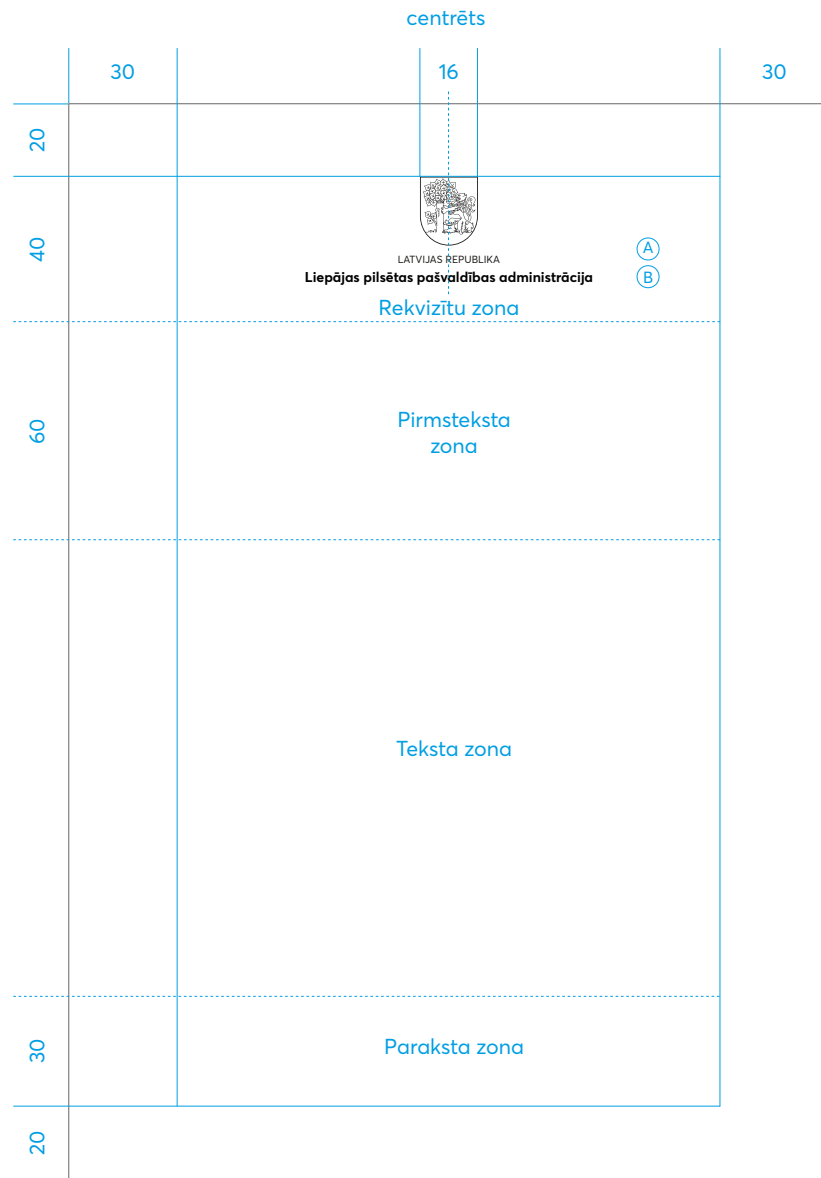 centrēts
30
16
30
20
40
LATVIJAS REPUBLIKA
A
Liepājas pilsētas pašvaldības administrācija
B
Rekvizītu zona
60
Pirmsteksta
zona
Teksta zona
30
Paraksta zona
20